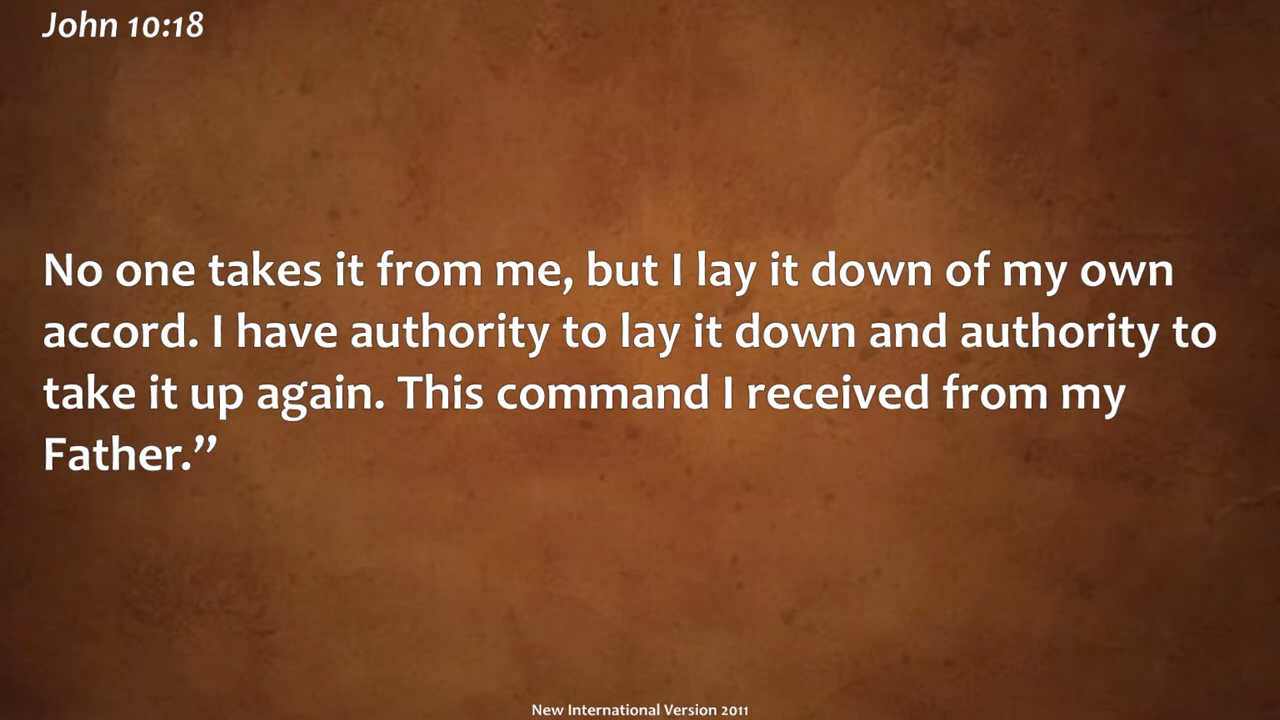 John 10:18
No one takes it from me, but I lay it down of my own
accord. I have authority to lay it down and authority to
take it up again. This command I received from my
Father.”
New International Version 2011